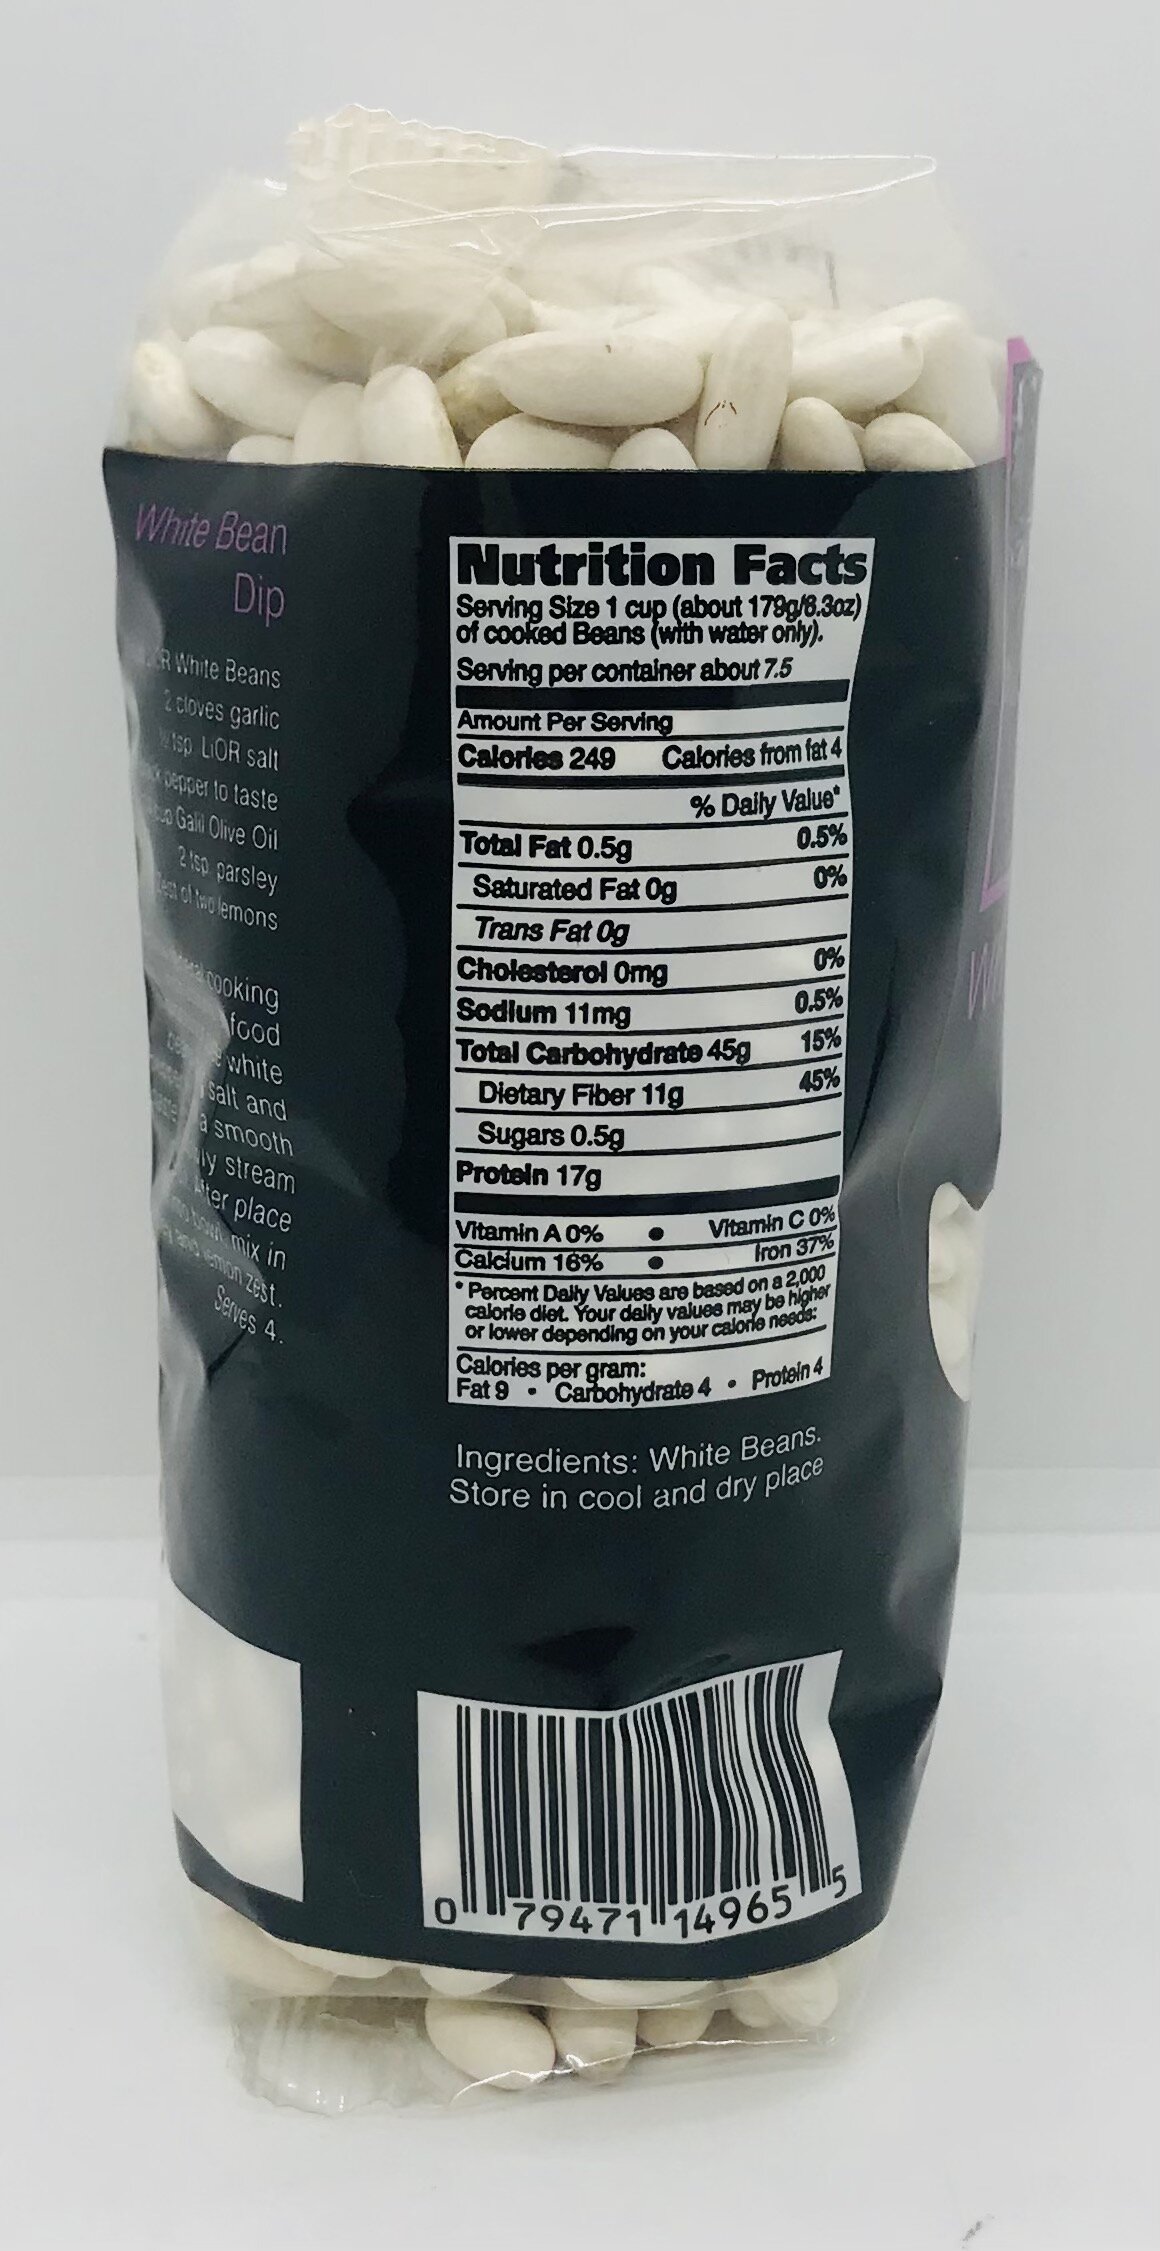 White Bean
Dip
White Beans
2 cloves garlic
tsp LiOR salt
pepper to taste
cup Galil Olive Oil
2 tsp parsley
Zest of two lemons
cooking
food
white
salt and
a smooth
stream
place
mix in
lemon zest.
Serves 4.
Nutrition Facts
Serving Size 1 cup (about 179g/6.3oz)
of cooked Beans (with water only).
Serving per container about 7.5
Amount Per Serving
Calories 249 Calories from fat 4
% Daily Value*
Total Fat 0.5g 0.5%
Saturated Fat 0g 0%
Trans Fat 0g
Cholesterol 0mg 0%
Sodium 11mg 0.5%
Total Carbohydrate 45g 15%
Dietary Fiber 11g 45%
Sugars 0.5g
Protein 17g
Vitamin A 0% • Vitamin C 0%
Calcium 16% • Iron 37%
* Percent Daily Values are based on a 2,000
calorie diet. Your daily values may be higher
or lower depending on your calorie needs:
Calories per gram:
Fat 9 • Carbohydrate 4 • Protein 4
Ingredients: White Beans.
Store in cool and dry place
0 79471 14965 5